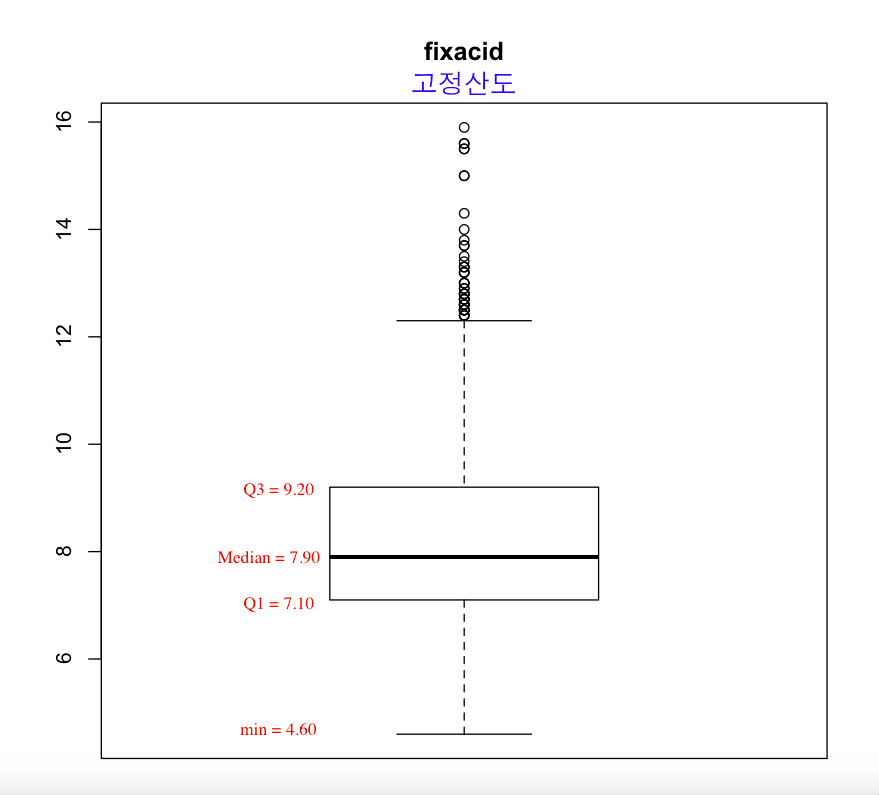 fixacid
고정산도
16
14
12
10
Q3 = 9.20
8
Median = 7.90
Q1 = 7.10
6
min = 4.60